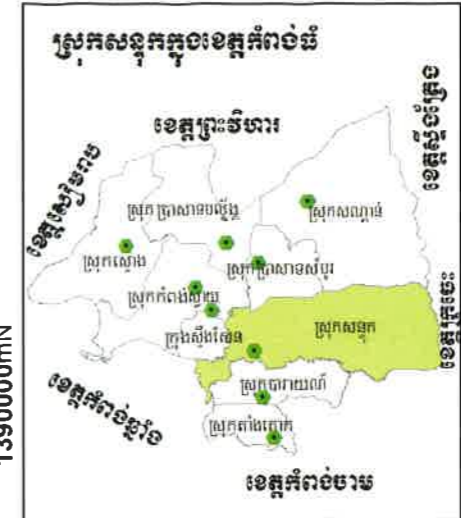 ស្រុកសន្ទុកក្នុងខេត្តកំពង់ធំ
ខេត្តព្រះវិហារ
ខេត្តស្ទឹងត្រែង
ខេត្តសៀមរាប
ស្រុកប្រាសាទបល្ល័ង្គ
ស្រុកសណ្តាន់
ស្រុកស្ទោង
ស្រុកប្រាសាទសំបូរ
ស្រុកកំពង់ស្វាយ
ក្រុងស្ទឹងសែន
ស្រុកសន្ទុក
ខេត្តក្រចេះ
ស្រុកបារាយណ៍
ខេត្តកំពង់ឆ្នាំង
ស្រុកតាំងគោក
ខេត្តកំពង់ចាម
1390000mN